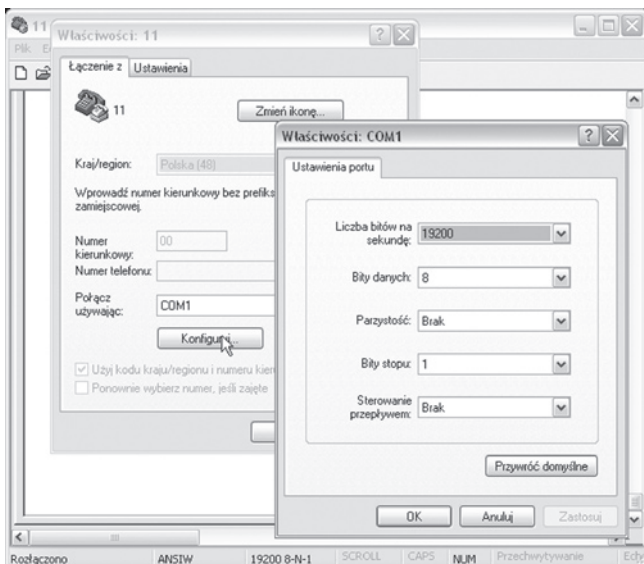 11
Plik
Właściwości: 11
Łączenie z
Ustawienia
11
Zmień ikonę...
Kraj/region:
Polska (48)
Wprowadź numer kierunkowy bez prefiks
zamiejscowej.
Numer
kierunkowy:
00
Numer telefonu:
Połącz
używając:
COM1
Konfiguruj...
Użyj kodu kraju/regionu i numeru kier
Ponownie wybierz numer, jeśli zajęte
Właściwości: COM1
Ustawienia portu
Liczba bitów na
sekundę:
19200
Bity danych:
8
Parzystość:
Brak
Bity stopu:
1
Sterowanie
przepływem:
Brak
Przywróć domyślne
OK
Anuluj
Zastosuj
Rozłączono
ANSIW
19200 8-N-1
SCROLL
CAPS
NUM
Przechwytywanie
Echo